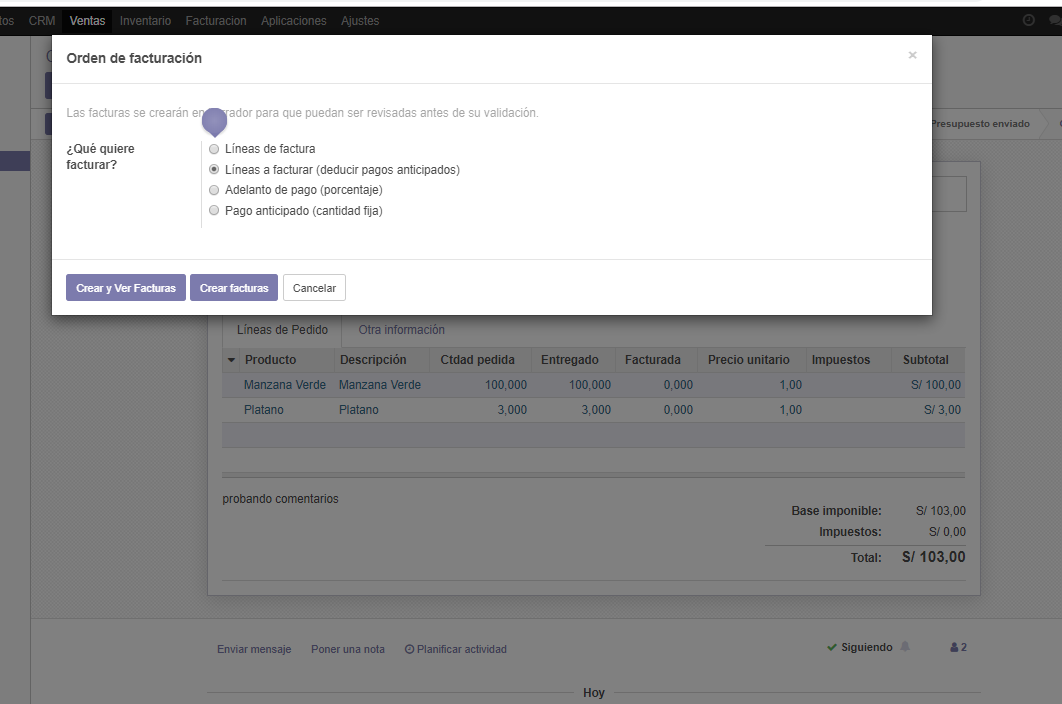 tos CRM Ventas Inventario Facturacion Aplicaciones Ajustes
Orden de facturación ×
Las facturas se crearán en rrador para que puedan ser revisadas antes de su validación.
Presupuesto enviado
¿Qué quiere
facturar?
Líneas de factura
Líneas a facturar (deducir pagos anticipados)
Adelanto de pago (porcentaje)
Pago anticipado (cantidad fija)
Crear y Ver Facturas Crear facturas Cancelar
Líneas de Pedido Otra información
Producto Descripción Ctdad pedida Entregado Facturada Precio unitario Impuestos Subtotal
Manzana Verde Manzana Verde 100,000 100,000 0,000 1,00 S/ 100,00
Platano Platano 3,000 3,000 0,000 1,00 S/ 3,00
probando comentarios
Base imponible: S/ 103,00
Impuestos: S/ 0,00
Total: S/ 103,00
Enviar mensaje Poner una nota Planificar actividad Siguiendo 2
Hoy